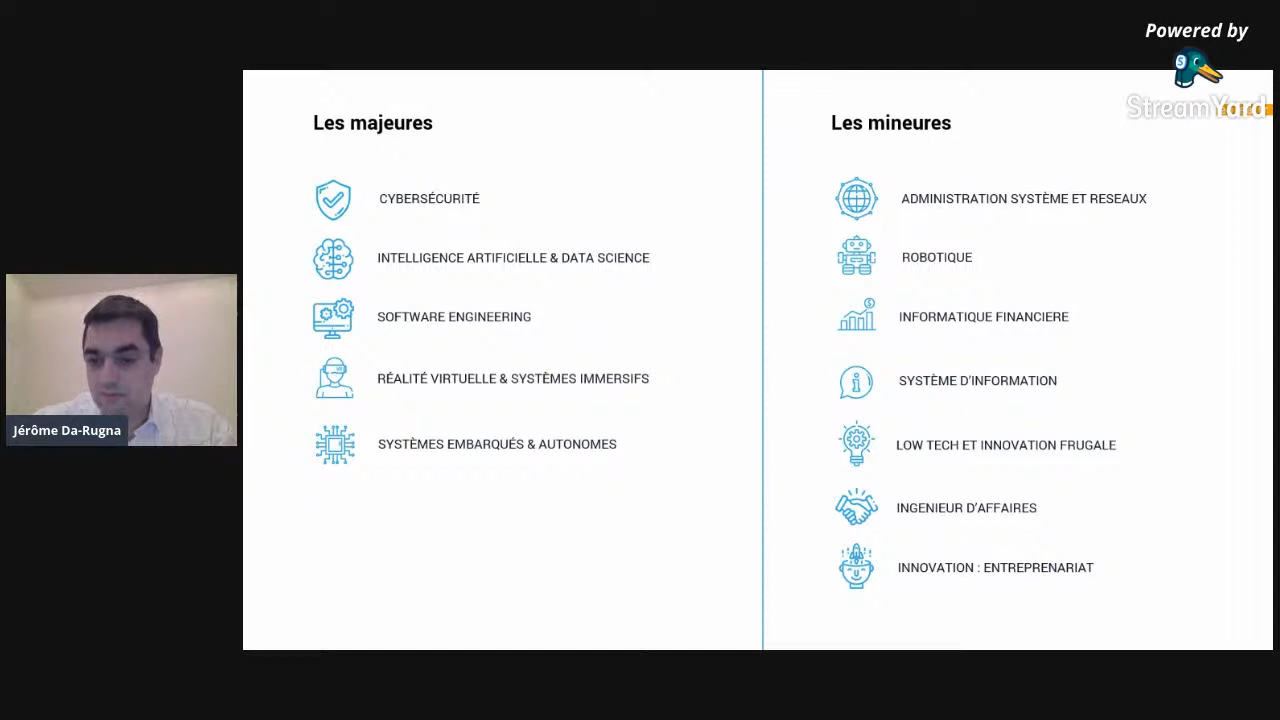 Powered by
StreamYard
Les majeures
CYBERSÉCURITÉ
INTELLIGENCE ARTIFICIELLE & DATA SCIENCE
SOFTWARE ENGINEERING
RÉALITÉ VIRTUELLE & SYSTÈMES IMMERSIFS
SYSTÈMES EMBARQUÉS & AUTONOMES
Les mineures
ADMINISTRATION SYSTÈME ET RESEAUX
ROBOTIQUE
INFORMATIQUE FINANCIERE
SYSTÈME D'INFORMATION
LOW TECH ET INNOVATION FRUGALE
INGENIEUR D'AFFAIRES
INNOVATION : ENTREPRENARIAT
Jérôme Da-Rugna